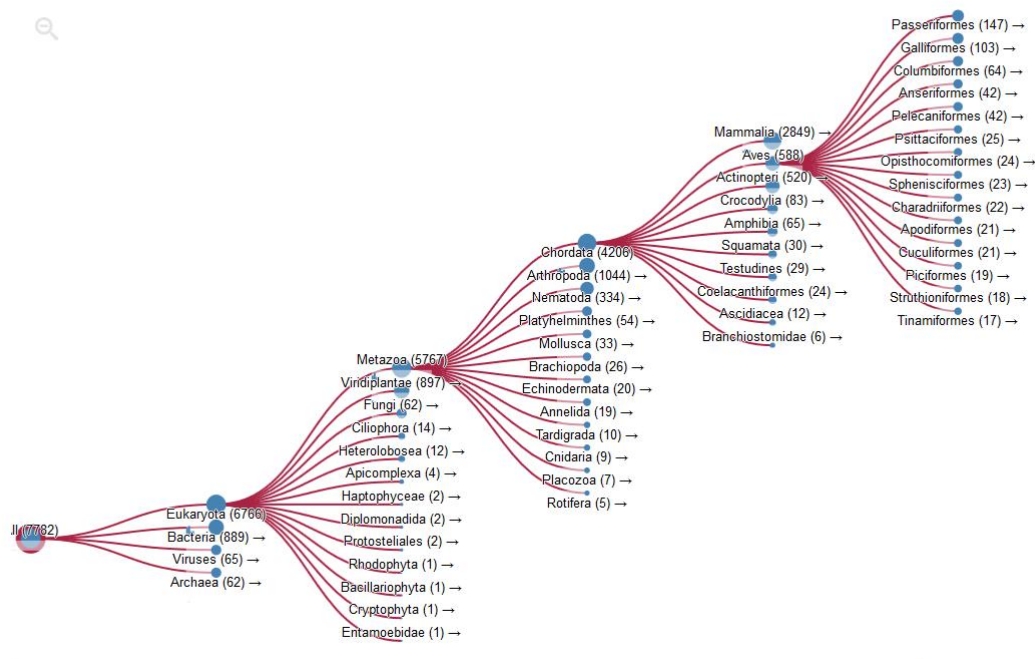 ll (7782)
Eukaryota (6766)
Bacteria (889) →
Viruses (65) →
Archaea (62) →
Metazoa (5767)
Viridiplantae (897) →
Fungi (62) →
Ciliophora (14) →
Heterolobosea (12) →
Apicomplexa (4) →
Haptophyceae (2) →
Diplomonadida (2) →
Protosteliales (2) →
Rhodophyta (1) →
Bacillariophyta (1) →
Cryptophyta (1) →
Entamoebidae (1) →
Chordata (4206)
Arthropoda (1044) →
Nematoda (334) →
Platyhelminthes (54) →
Mollusca (33) →
Brachiopoda (26) →
Echinodermata (20) →
Annelida (19) →
Tardigrada (10) →
Cnidaria (9) →
Placozoa (7) →
Rotifera (5) →
Mammalia (2849) →
Aves (588)
Actinopteri (520) →
Crocodylia (83) →
Amphibia (65) →
Squamata (30) →
Testudines (29) →
Coelacanthiformes (24) →
Ascidiacea (12) →
Branchiostomidae (6) →
Passeriformes (147) →
Galliformes (103) →
Columbiformes (64) →
Anseriformes (42) →
Pelecaniformes (42) →
Psittaciformes (25) →
Opisthocomiformes (24) →
Sphenisciformes (23) →
Charadriiformes (22) →
Apodiformes (21) →
Cuculiformes (21) →
Piciformes (19) →
Struthioniformes (18) →
Tinamiformes (17) →